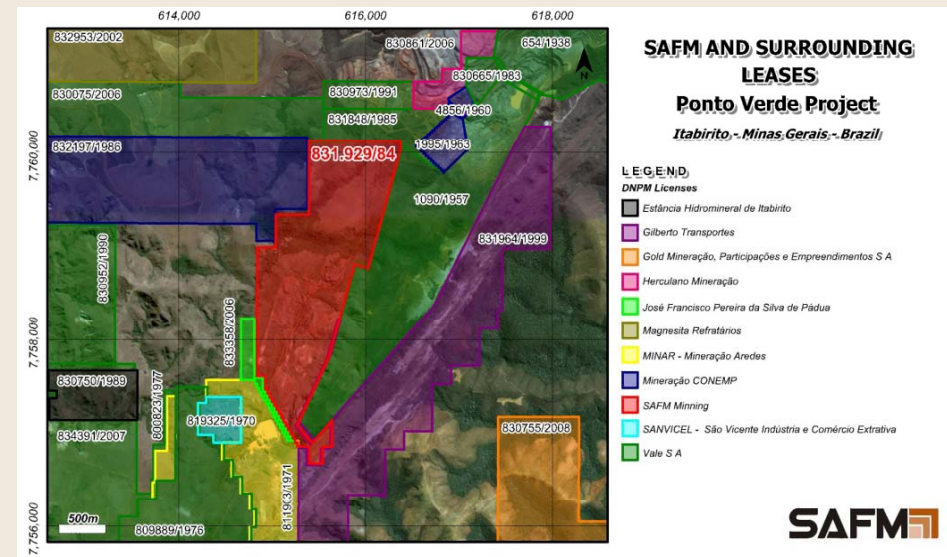 614,000
616,000
618,000
832953/2002
830861/2006
654/1938
N
830665/1983
830075/2006
830973/1991
4856/1960
831848/1985
7,760,000
832197/1986
831.929/84
1995/1963
1090/1957
831964/1999
830952/1990
7,758,000
833358/2006
830750/1989
800823/1977
819325/1970
830755/2008
834391/2007
811903/1971
7,756,000
500m
809889/1976
SAFM AND SURROUNDING
LEASES
Ponto Verde Project
Itabirito - Minas Gerais - Brazil
LEGEND
DNPM Licenses
Estância Hidromineral de Itabirito
Gilberto Transportes
Gold Mineração, Participações e Empreendimentos S A
Herculano Mineração
José Francisco Pereira da Silva de Pádua
Magnesita Refratários
MINAR - Mineração Aredes
Mineração CONEMP
SAFM Minning
SANVICEL - São Vicente Indústria e Comércio Extrativa
Vale S A
SAFM